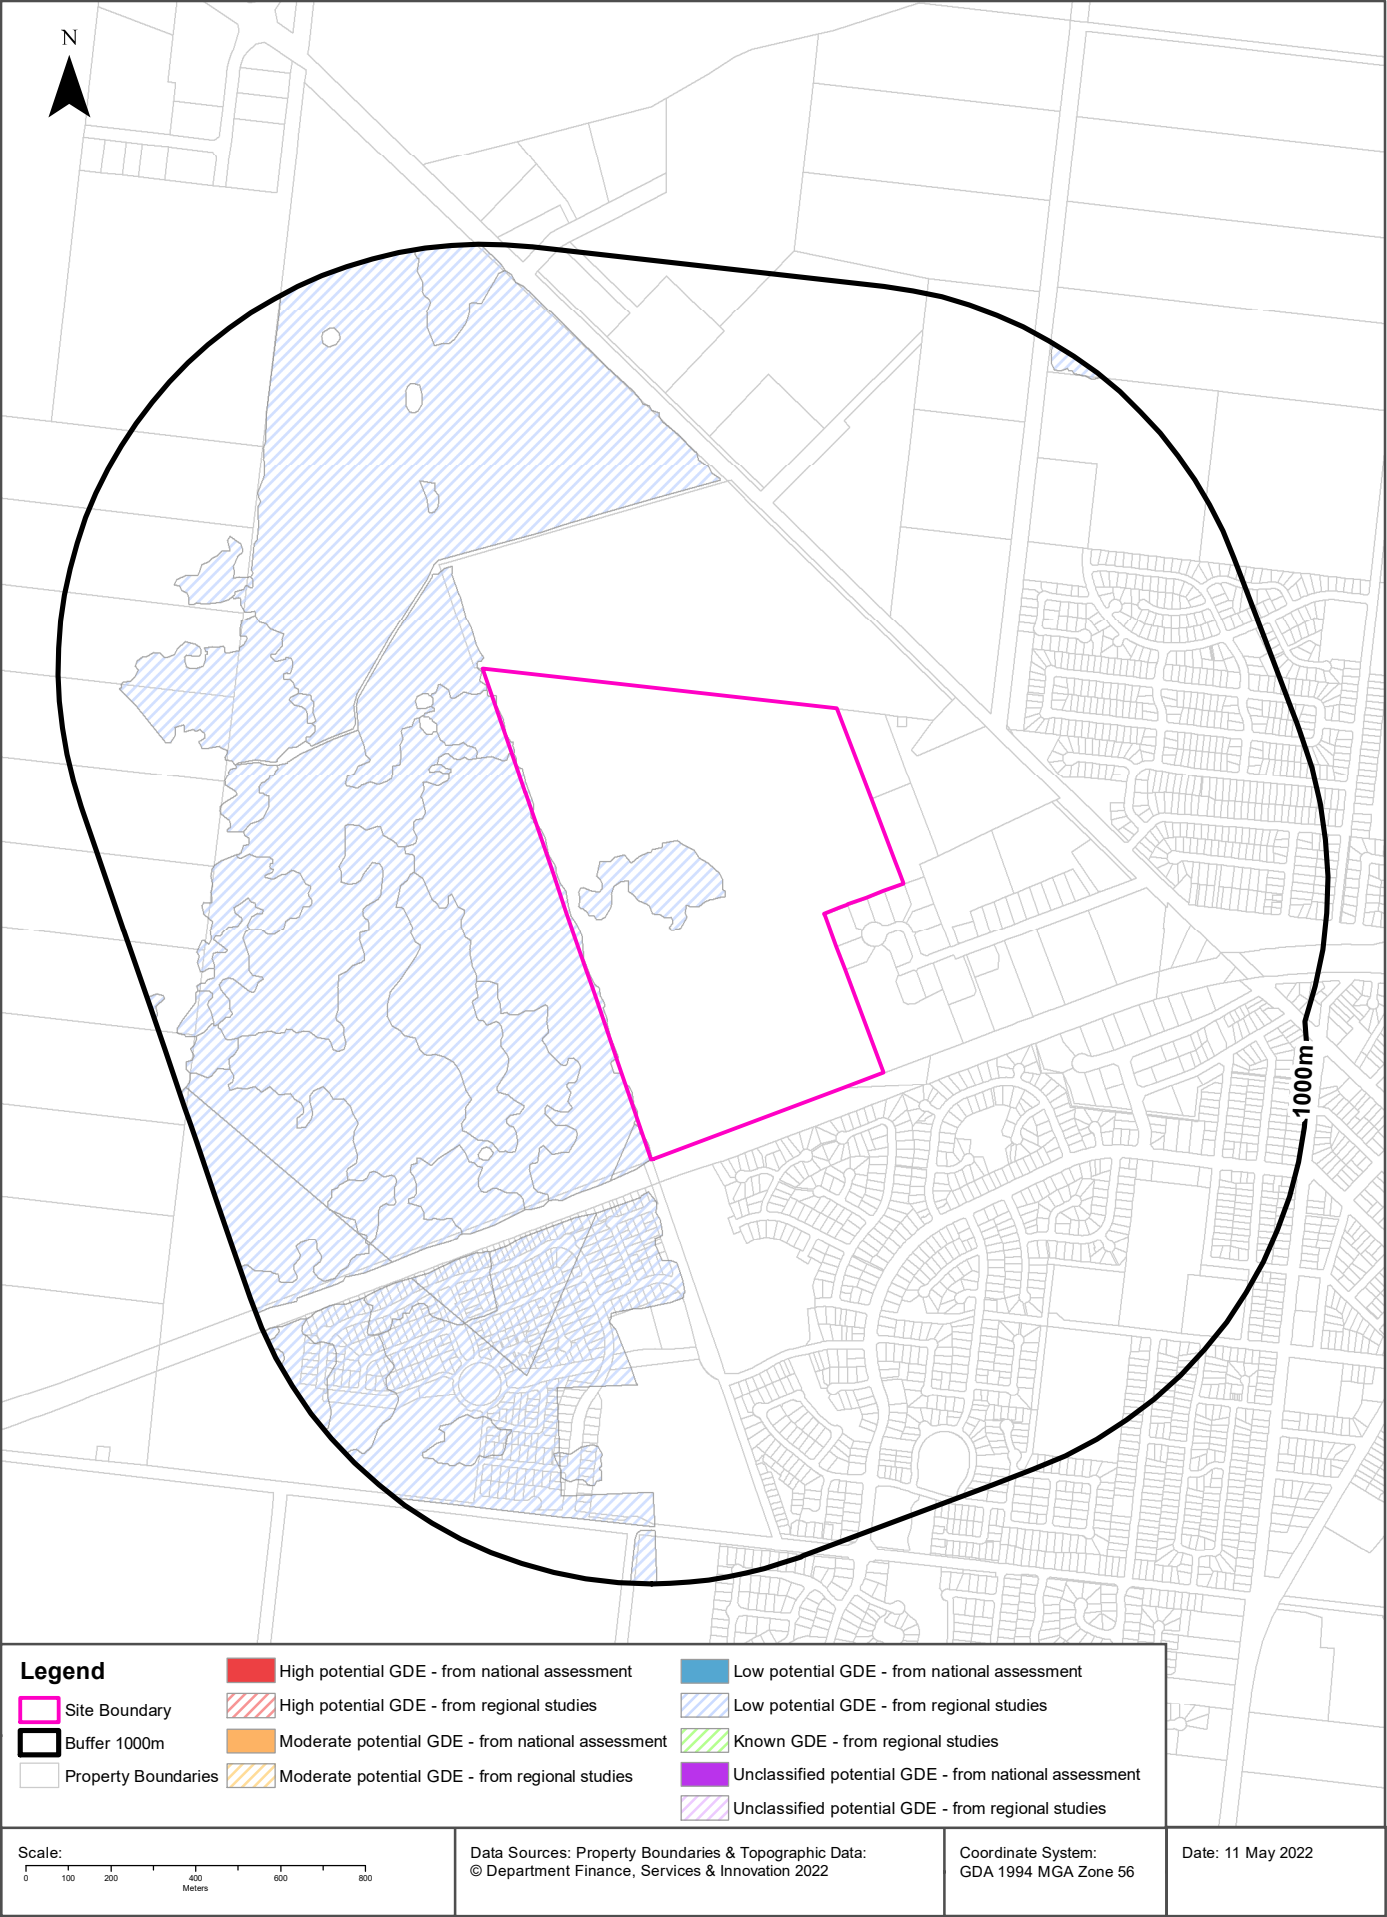 N
1000m
Legend
Site Boundary
Buffer 1000m
Property Boundaries
High potential GDE - from national assessment
High potential GDE - from regional studies
Moderate potential GDE - from national assessment
Moderate potential GDE - from regional studies
Low potential GDE - from national assessment
Low potential GDE - from regional studies
Known GDE - from regional studies
Unclassified potential GDE - from national assessment
Unclassified potential GDE - from regional studies
Scale:
0 100 200 400 600 800
Meters
Data Sources: Property Boundaries & Topographic Data:
© Department Finance, Services & Innovation 2022
Coordinate System:
GDA 1994 MGA Zone 56
Date: 11 May 2022